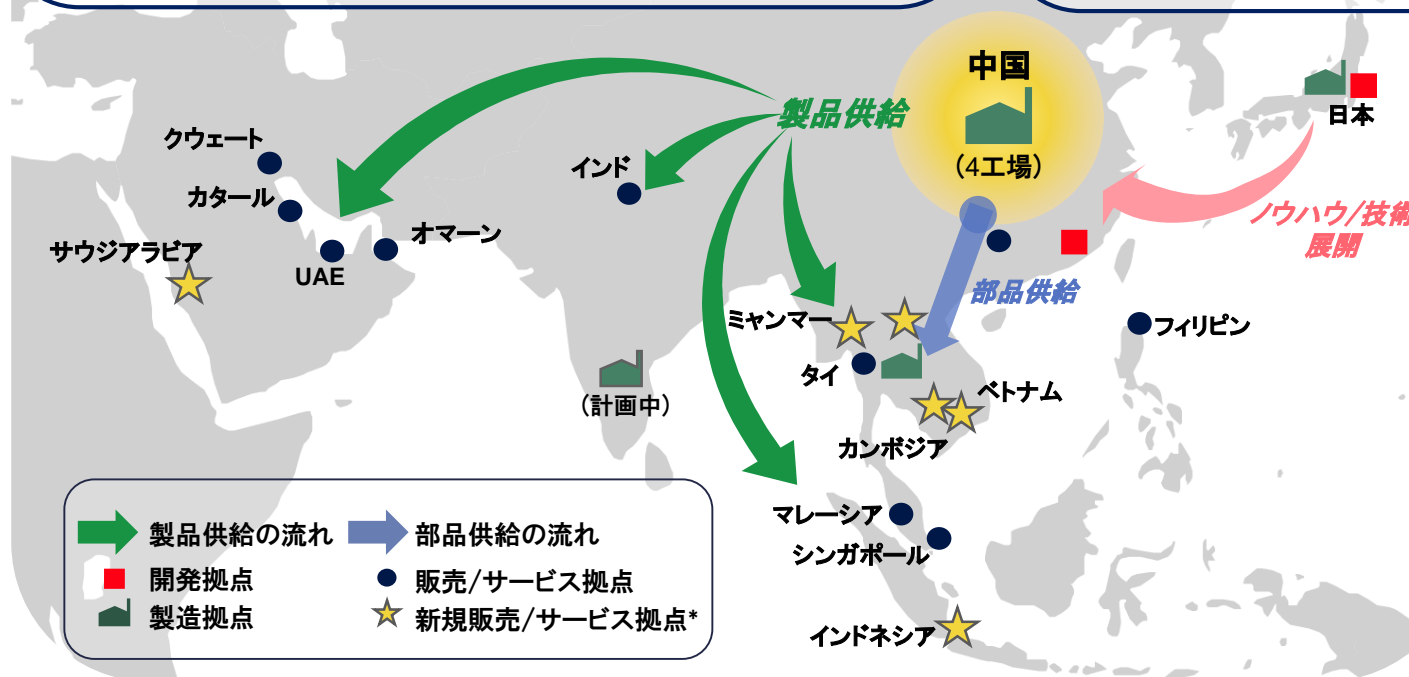 中国
(4工場)
製品供給
日本
ノウハウ/技術
展開
部品供給
クウェート
カタール
サウジアラビア
UAE
オマーン
インド
(計画中)
ミャンマー
タイ
ベトナム
カンボジア
フィリピン
マレーシア
シンガポール
インドネシア
製品供給の流れ
部品供給の流れ
開発拠点
販売/サービス拠点
製造拠点
新規販売/サービス拠点*